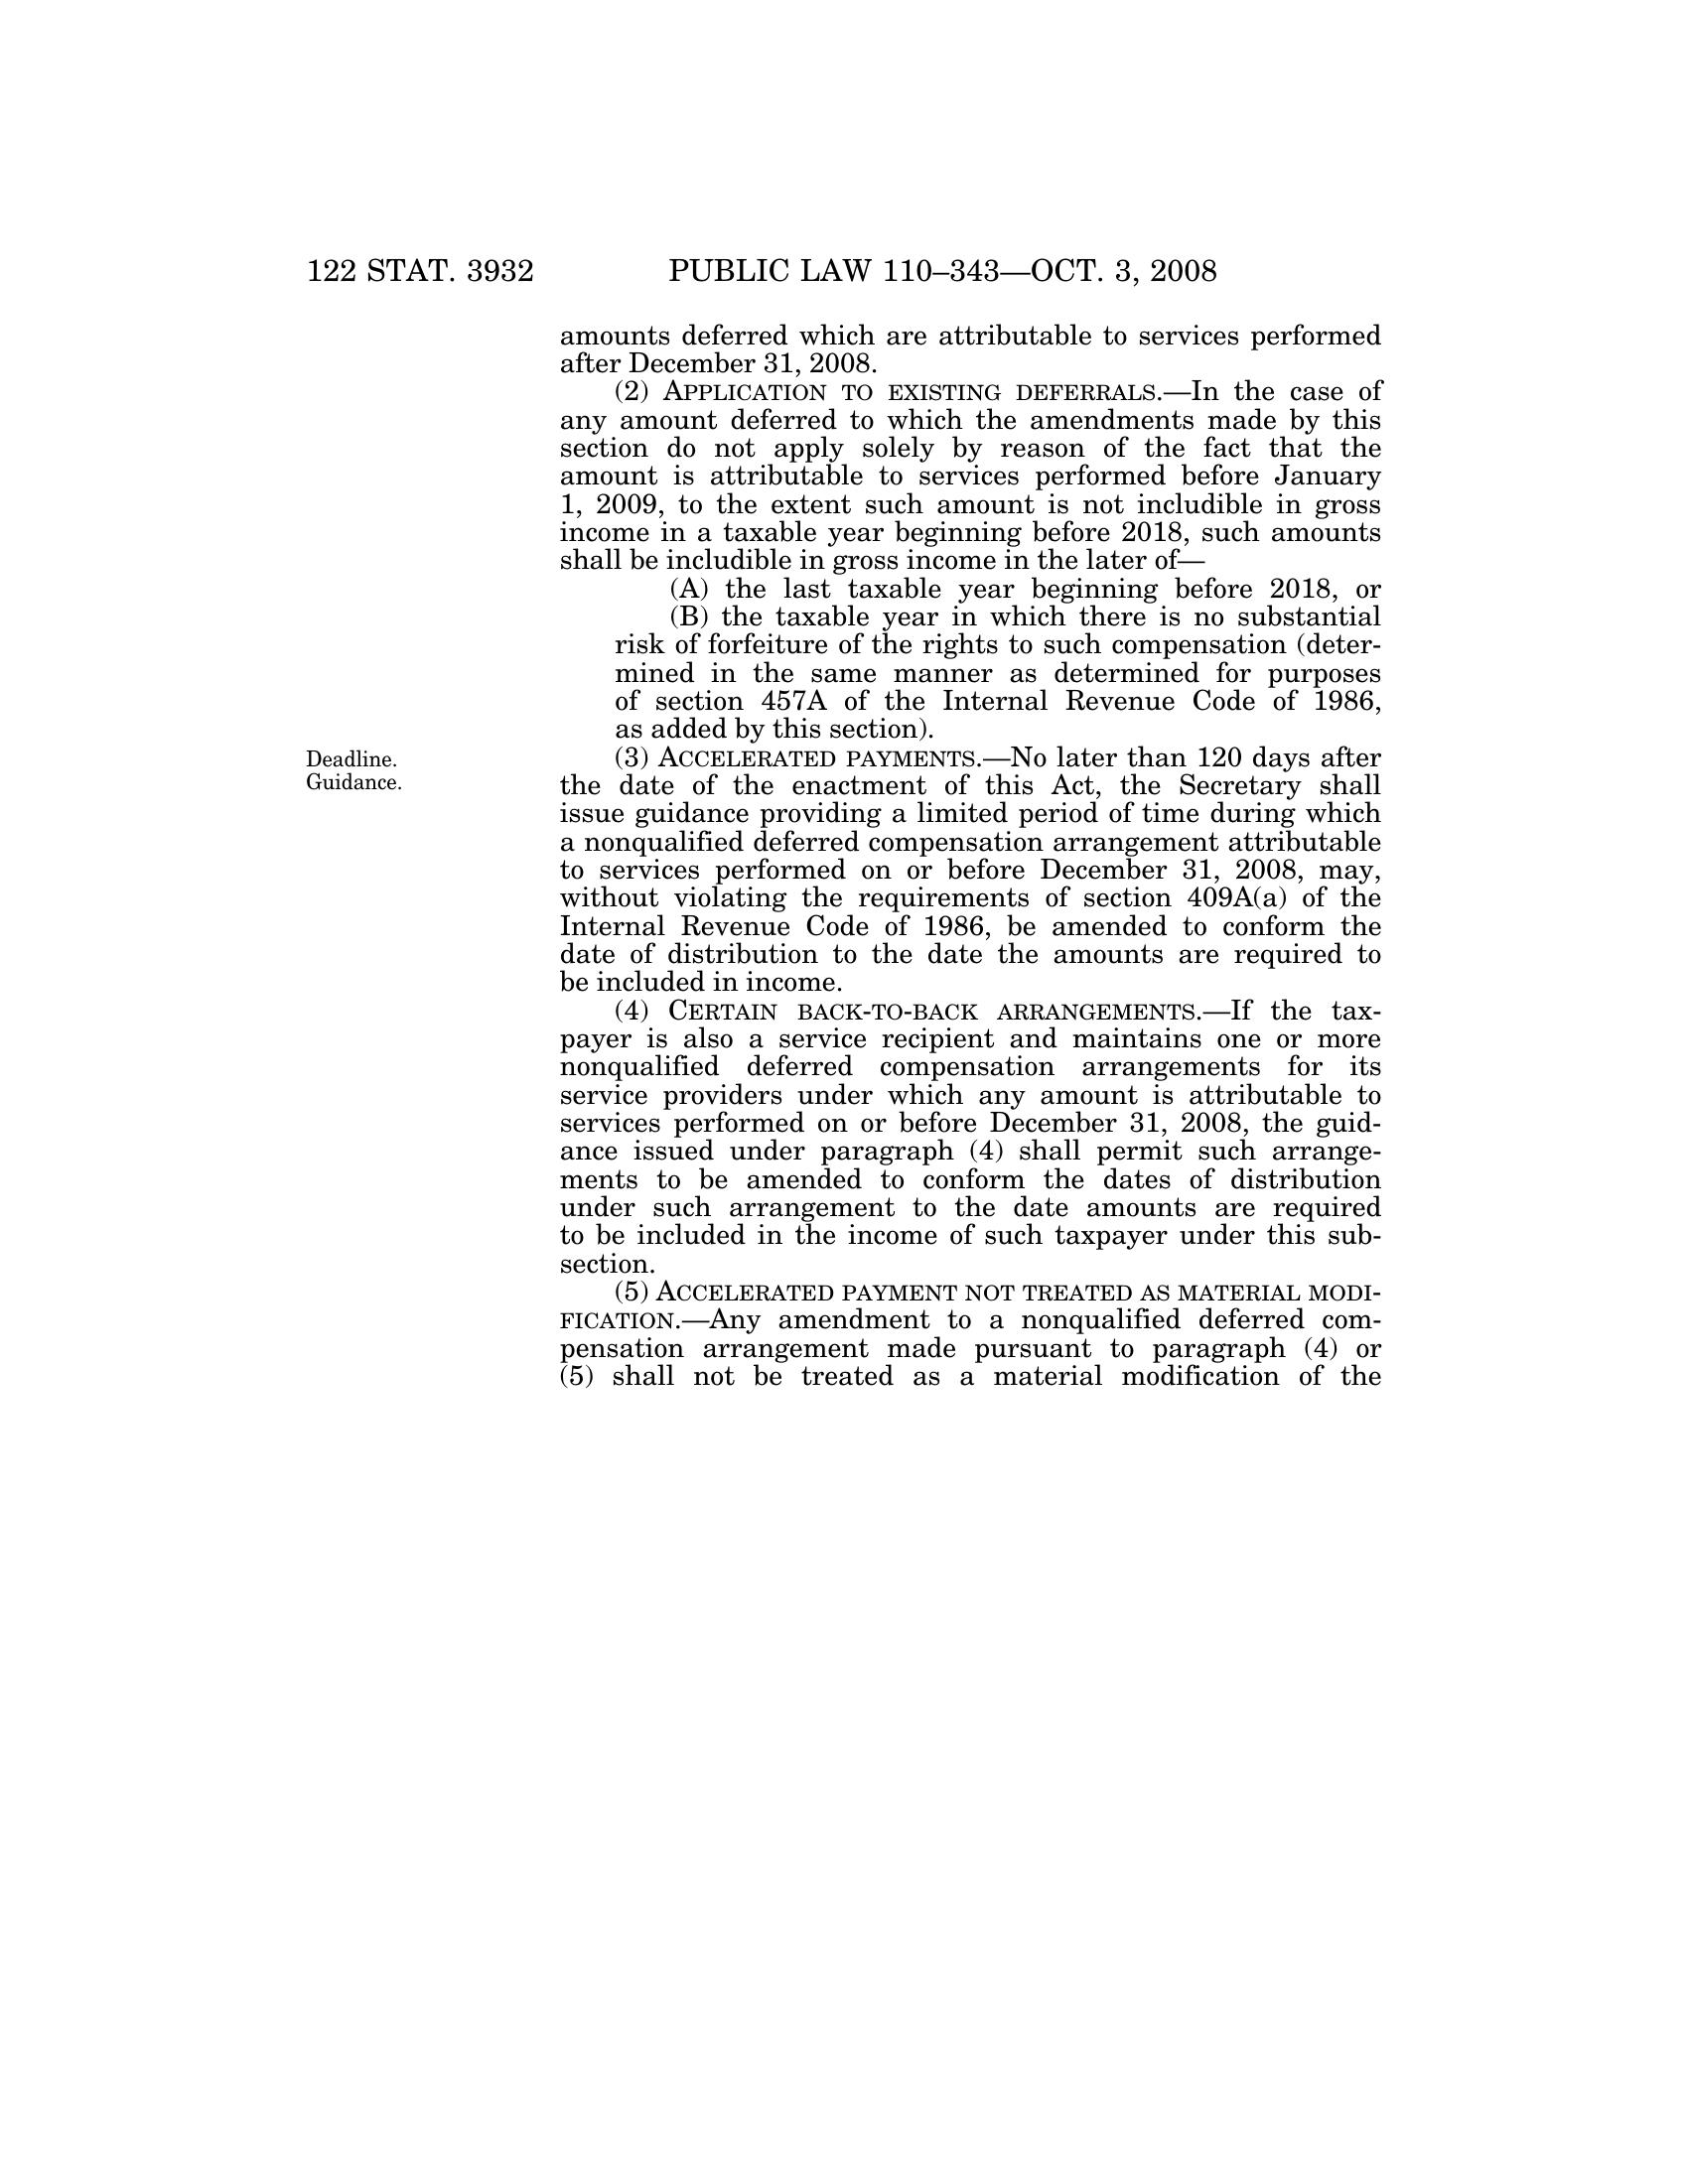 122 STAT. 3932 PUBLIC LAW 110–343—OCT. 3, 2008
amounts deferred which are attributable to services performed
after December 31, 2008.
(2) APPLICATION TO EXISTING DEFERRALS.—In the case of
any amount deferred to which the amendments made by this
section do not apply solely by reason of the fact that the
amount is attributable to services performed before January
1, 2009, to the extent such amount is not includible in gross
income in a taxable year beginning before 2018, such amounts
shall be includible in gross income in the later of—
(A) the last taxable year beginning before 2018, or
(B) the taxable year in which there is no substantial
risk of forfeiture of the rights to such compensation (deter-
mined in the same manner as determined for purposes
of section 457A of the Internal Revenue Code of 1986,
as added by this section).
Deadline.
Guidance.
(3) ACCELERATED PAYMENTS.—No later than 120 days after
the date of the enactment of this Act, the Secretary shall
issue guidance providing a limited period of time during which
a nonqualified deferred compensation arrangement attributable
to services performed on or before December 31, 2008, may,
without violating the requirements of section 409A(a) of the
Internal Revenue Code of 1986, be amended to conform the
date of distribution to the date the amounts are required to
be included in income.
(4) CERTAIN BACK-TO-BACK ARRANGEMENTS.—If the tax-
payer is also a service recipient and maintains one or more
nonqualified deferred compensation arrangements for its
service providers under which any amount is attributable to
services performed on or before December 31, 2008, the guid-
ance issued under paragraph (4) shall permit such arrange-
ments to be amended to conform the dates of distribution
under such arrangement to the date amounts are required
to be included in the income of such taxpayer under this sub-
section.
(5) ACCELERATED PAYMENT NOT TREATED AS MATERIAL MODI-
FICATION.—Any amendment to a nonqualified deferred com-
pensation arrangement made pursuant to paragraph (4) or
(5) shall not be treated as a material modification of the